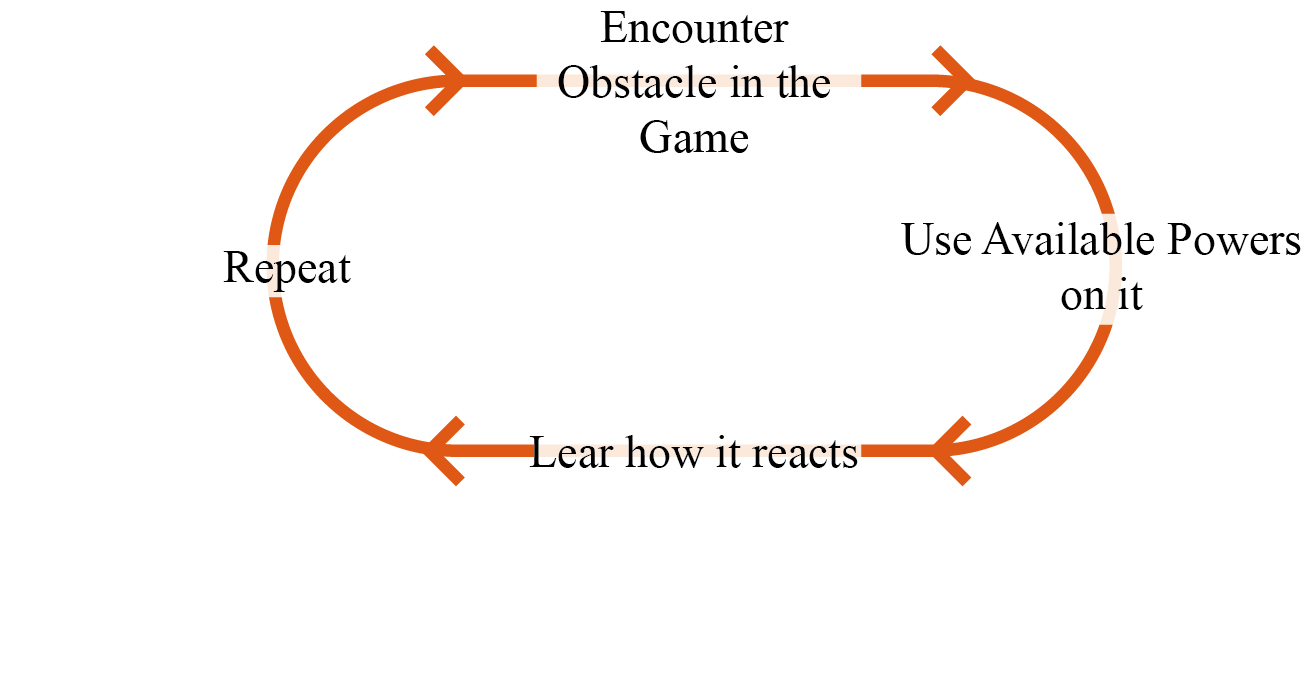 Encounter
Obstacle in the
Game
Use Available Powers
on it
Lear how it reacts
Repeat